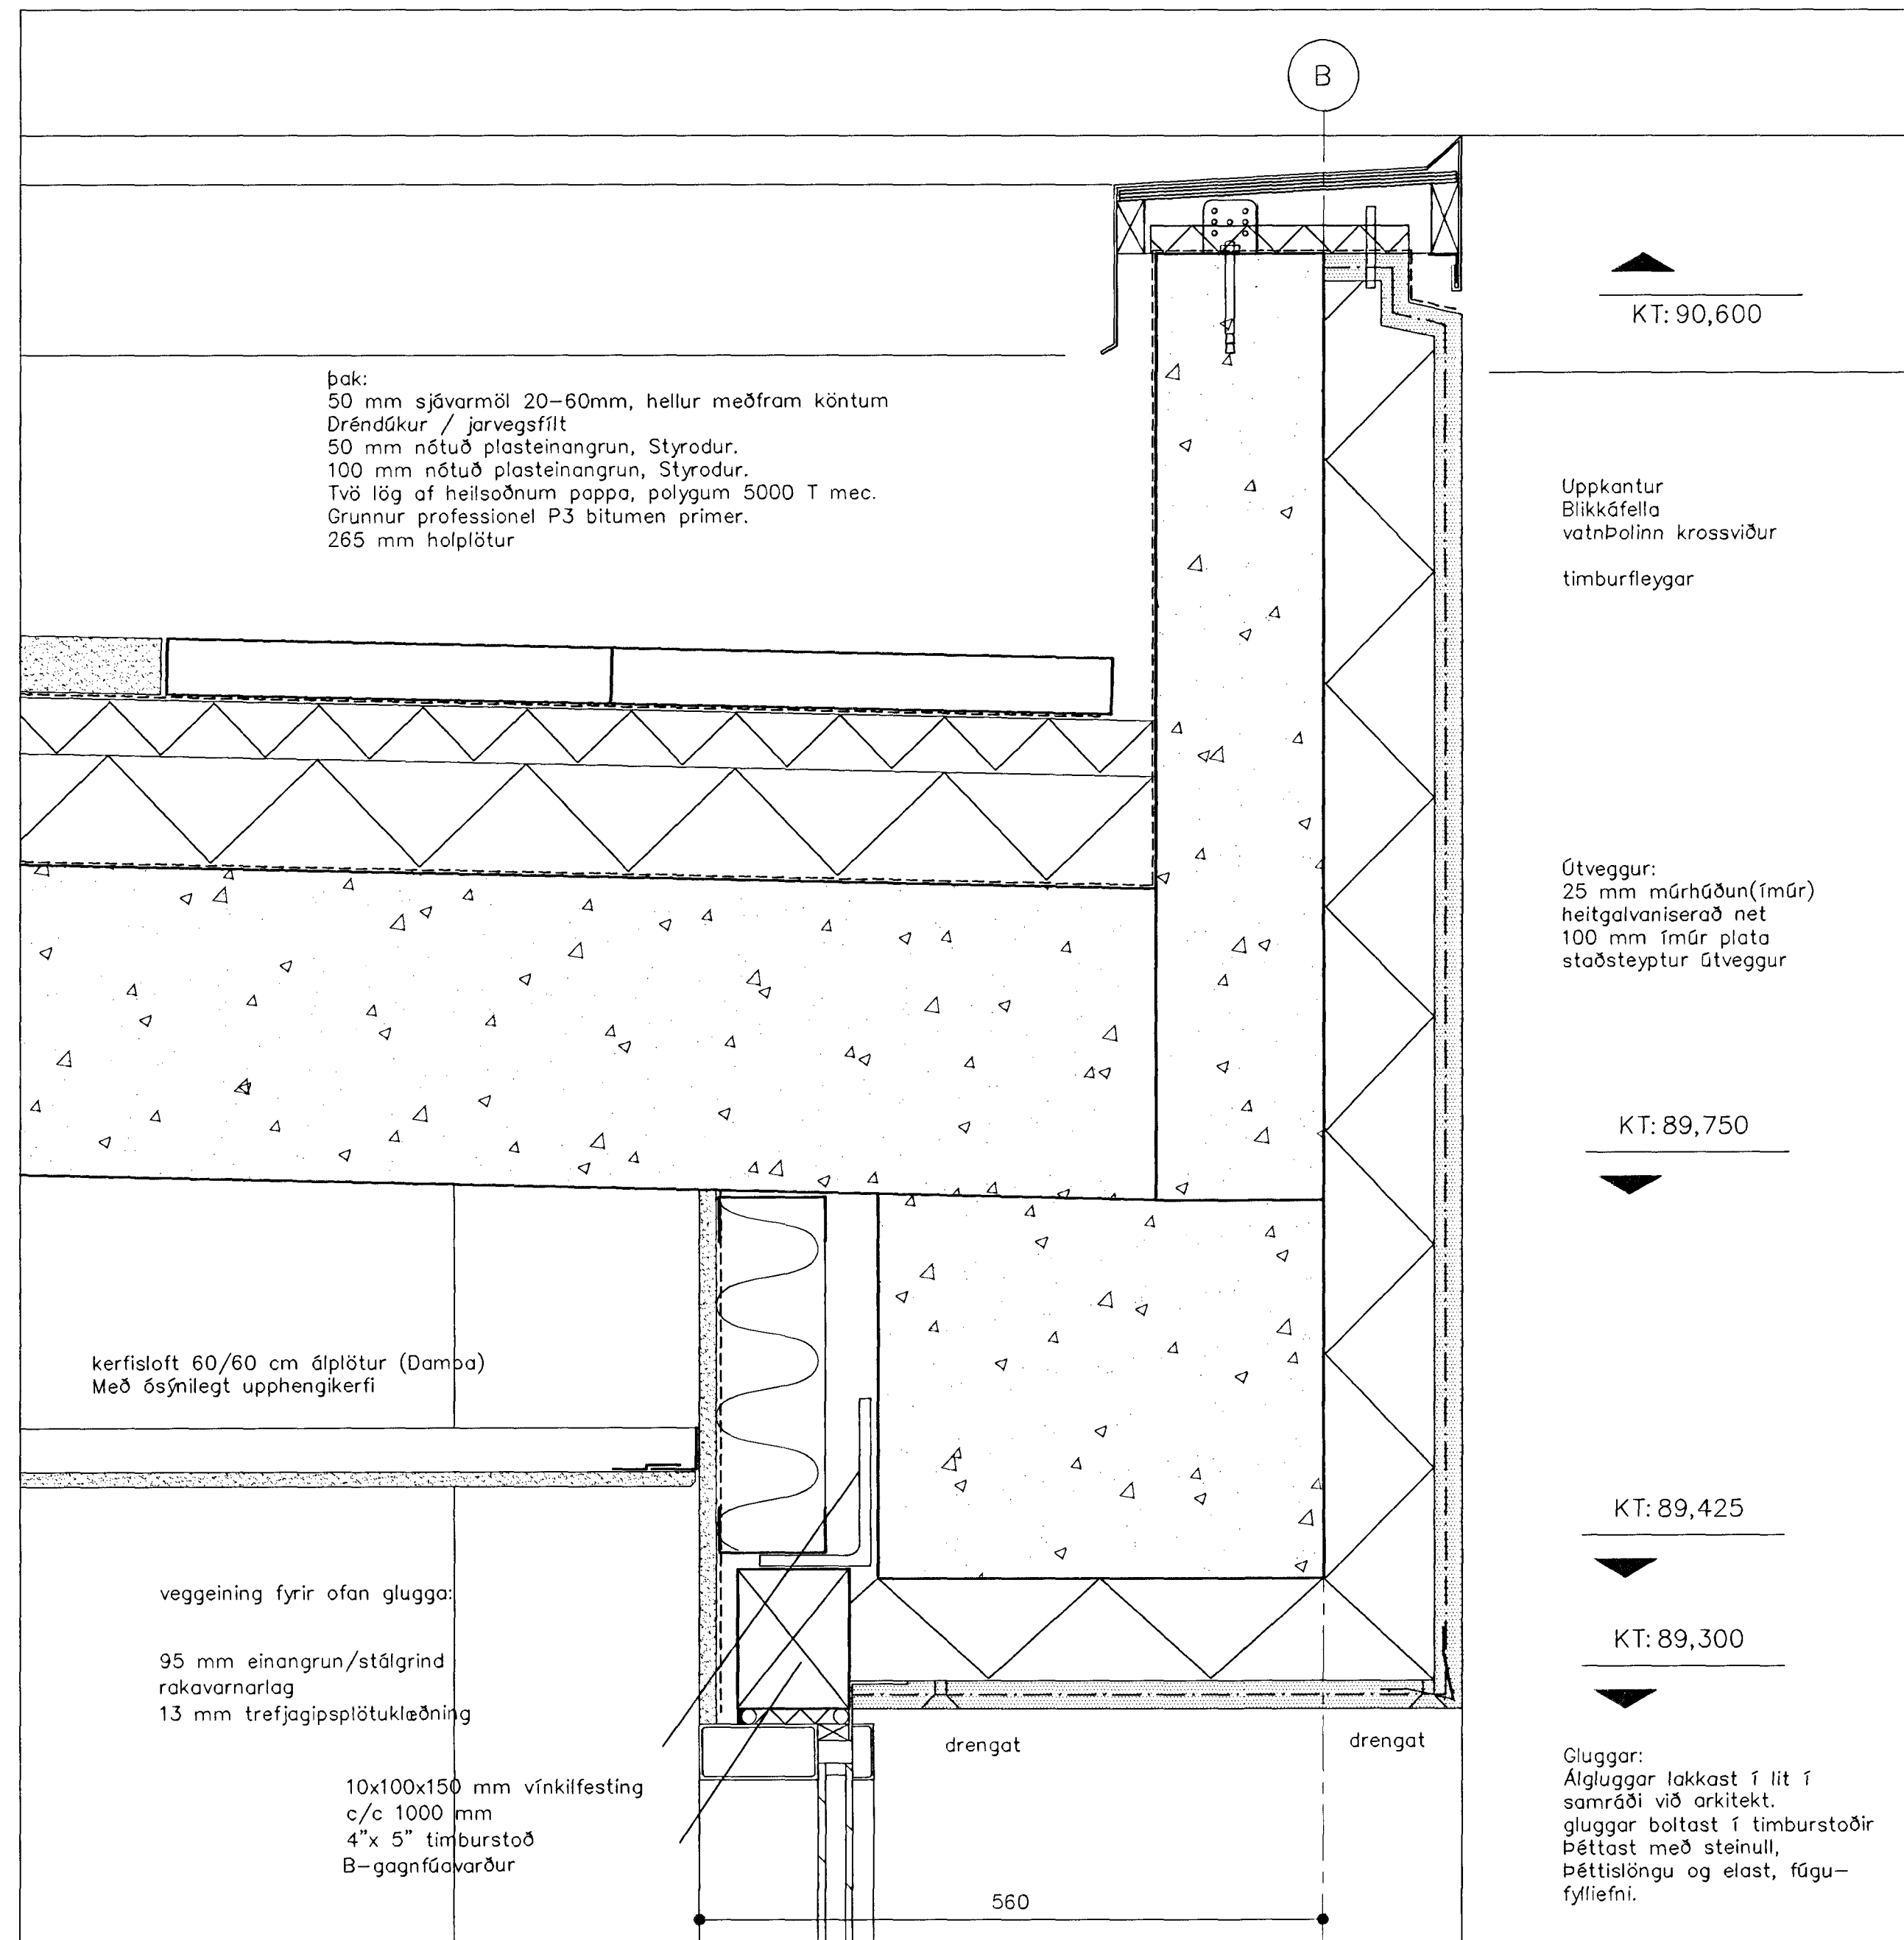 B
KT: 90,600
þak:
50 mm sjávarmöl 20-60mm, hellur meðfram köntum
Dréndúkur / jarvegsfílt
50 mm nótuð plasteinangrun, Styrodur.
100 mm nótuð plasteinangrun, Styrodur.
Tvö lög af heilsoðnum pappa, polygum 5000 T mec.
Grunnur professionel P3 bitumen primer.
265 mm holplötur
Uppkantur
Blikkáfella
vatnÞolinn krossviður
timburfleygar
Útveggur:
25 mm múrhúðun(ímúr)
heitgalvaniserað net
100 mm ímúr plata
staðsteyptur útveggur
KT: 89,750
kerfisloft 60/60 cm álplötur (Dampa)
Með ósýnilegt upphengikerfi
KT: 89,425
veggeining fyrir ofan glugga:
95 mm einangrun/stálgrind
rakavarnarlag
13 mm trefjagipsplötuklæðning
KT: 89,300
drengat
drengat
10x100x150 mm vínkilfesting
c/c 1000 mm
4"x 5" timburstoð
B-gagnfúavarður
Gluggar:
Álgluggar lakkast í lit í
samráði við arkitekt.
gluggar boltast í timburstoðir
Þéttast með steinull,
Þéttislöngu og elast, fúgu-
fylliefni.
560